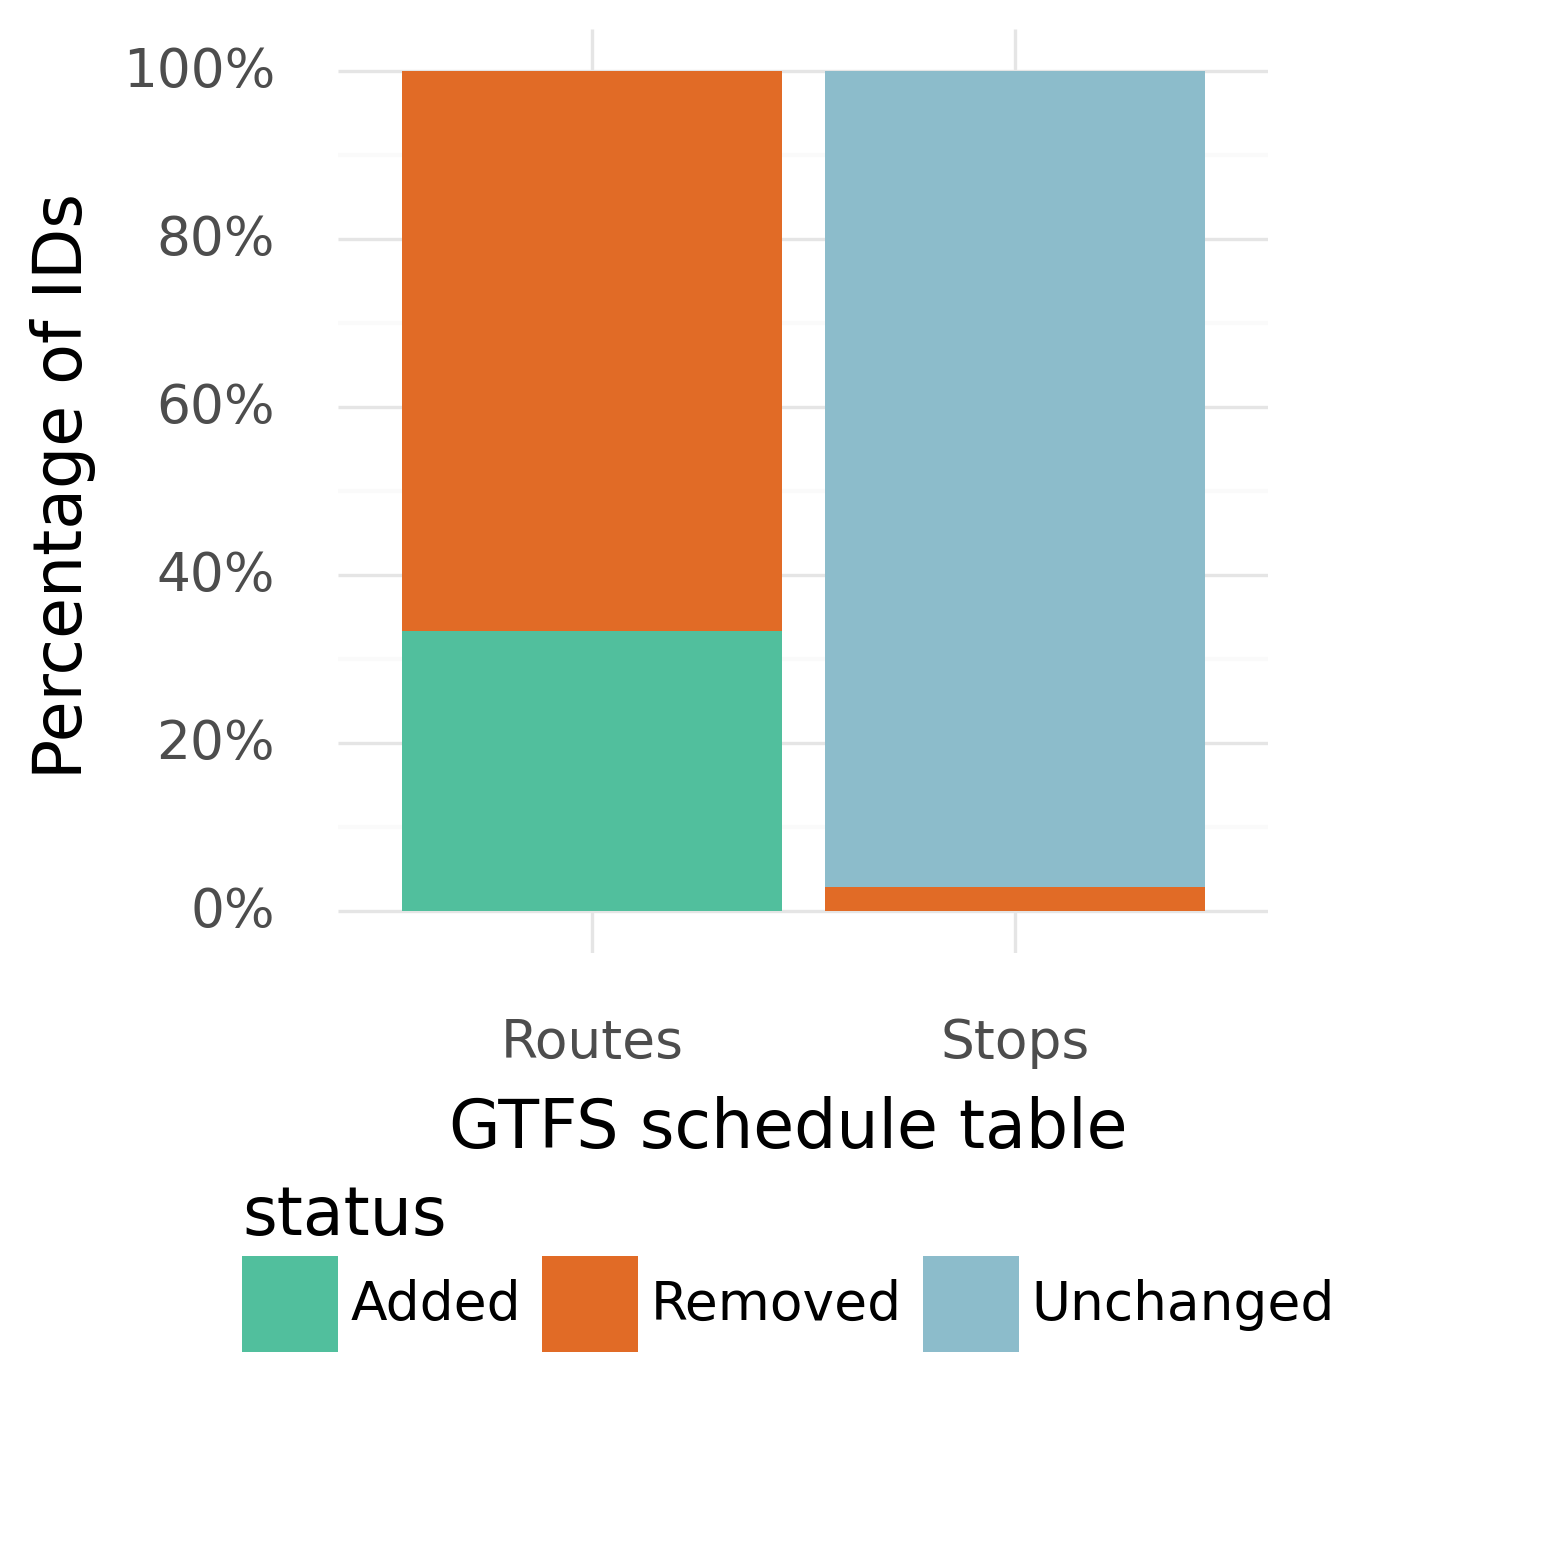 100%
80%
60%
40%
20%
0%
Percentage of IDs
Routes Stops
GTFS schedule table
status
Added Removed Unchanged